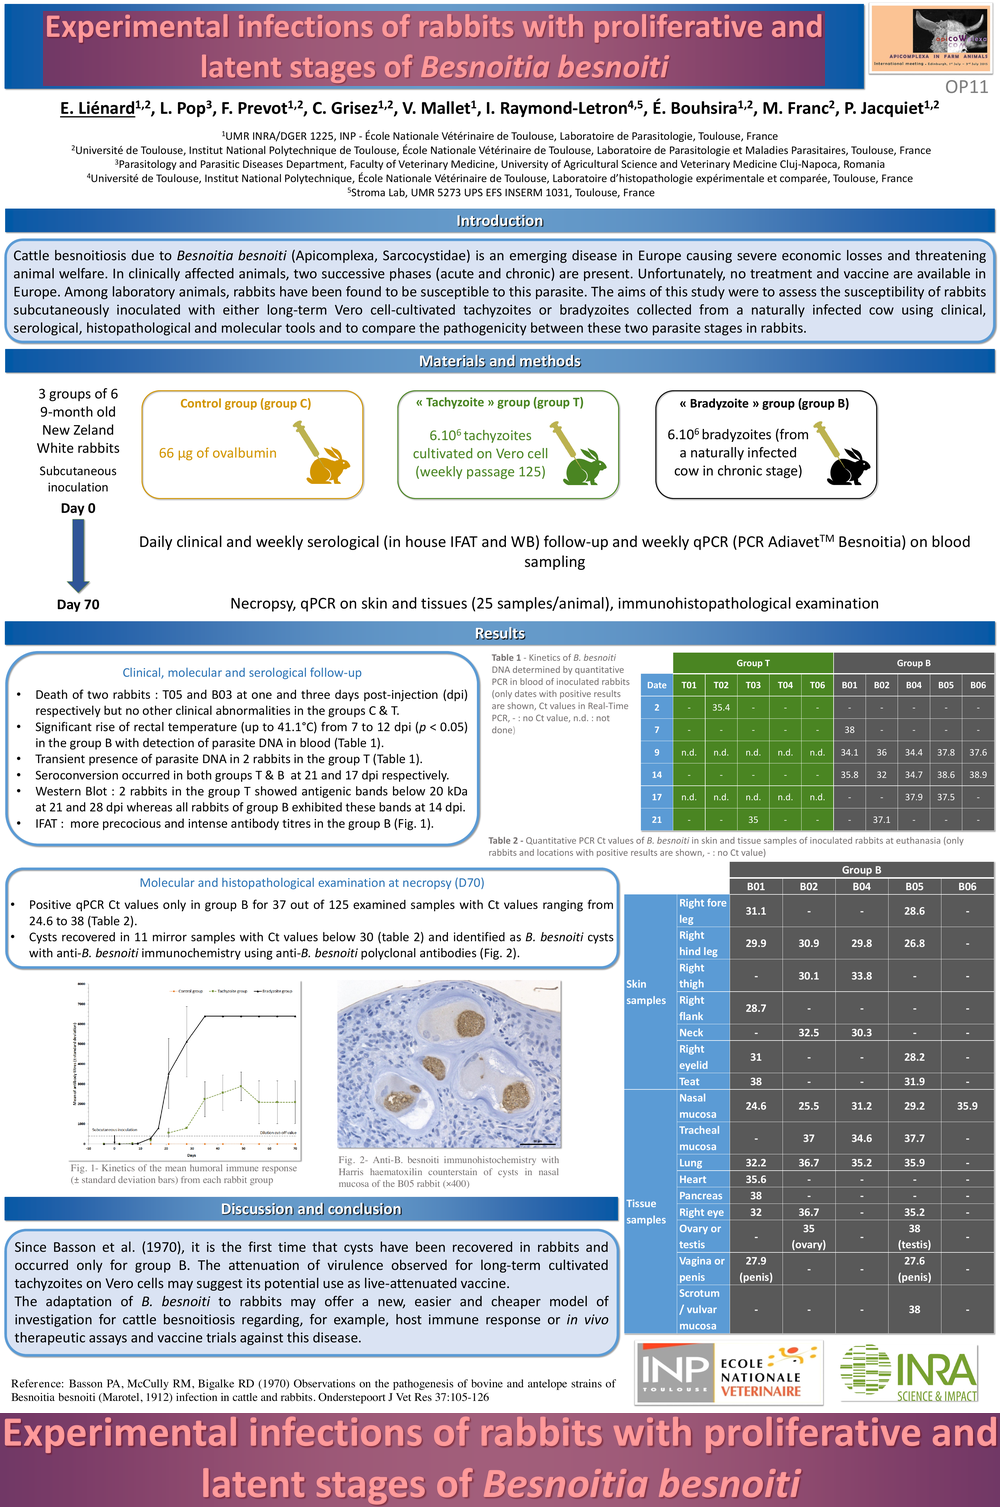 Experimental infections of rabbits with proliferative and
latent stages of Besnoitia besnoiti
APICOMPLEXA IN FARM ANIMALS
OP11
E. Liénard1,2, L. Pop3, F. Prevot1,2, C. Grisez1,2, V. Mallet1, I. Raymond-Letron4,5, É. Bouhsira1,2, M. Franc2, P. Jacquiet1,2
1UMR INRA/DGER 1225, INP - École Nationale Vétérinaire de Toulouse, Laboratoire de Parasitologie, Toulouse, France
2Université de Toulouse, Institut National Polytechnique de Toulouse, École Nationale Vétérinaire de Toulouse, Laboratoire de Parasitologie et Maladies Parasitaires, Toulouse, France
3Parasitology and Parasitic Diseases Department, Faculty of Veterinary Medicine, University of Agricultural Science and Veterinary Medicine Cluj-Napoca, Romania
4Université de Toulouse, Institut National Polytechnique, École Nationale Vétérinaire de Toulouse, Laboratoire d'histopathologie expérimentale et comparée, Toulouse, France
5Stroma Lab, UMR 5273 UPS EFS INSERM 1031, Toulouse, France
Introduction
Cattle besnoitiosis due to Besnoitia besnoiti (Apicomplexa, Sarcocystidae) is an emerging disease in Europe causing severe economic losses and threatening
animal welfare. In clinically affected animals, two successive phases (acute and chronic) are present. Unfortunately, no treatment and vaccine are available in
Europe. Among laboratory animals, rabbits have been found to be susceptible to this parasite. The aims of this study were to assess the susceptibility of rabbits
subcutaneously inoculated with either long-term Vero cell-cultivated tachyzoites or bradyzoites collected from a naturally infected cow using clinical,
serological, histopathological and molecular tools and to compare the pathogenicity between these two parasite stages in rabbits.
Materials and methods
3 groups of 6
9-month old
New Zeland
White rabbits
Subcutaneous
inoculation
Day 0
Day 70
Control group (group C)
66 µg of ovalbumin
« Tachyzoite » group (group T)
6.10⁶ tachyzoites
cultivated on Vero cell
(weekly passage 125)
« Bradyzoite » group (group B)
6.10⁶ bradyzoites (from
a naturally infected
cow in chronic stage)
Daily clinical and weekly serological (in house IFAT and WB) follow-up and weekly qPCR (PCR AdiavetTM Besnoitia) on blood
sampling
Necropsy, qPCR on skin and tissues (25 samples/animal), immunohistopathological examination
Results
Clinical, molecular and serological follow-up
• Death of two rabbits : T05 and B03 at one and three days post-injection (dpi)
respectively but no other clinical abnormalities in the groups C & T.
• Significant rise of rectal temperature (up to 41.1°C) from 7 to 12 dpi (p < 0.05)
in the group B with detection of parasite DNA in blood (Table 1).
• Transient presence of parasite DNA in 2 rabbits in the group T (Table 1).
• Seroconversion occurred in both groups T & B at 21 and 17 dpi respectively.
• Western Blot : 2 rabbits in the group T showed antigenic bands below 20 kDa
at 21 and 28 dpi whereas all rabbits of group B exhibited these bands at 14 dpi.
• IFAT : more precocious and intense antibody titres in the group B (Fig. 1).
Table 1 - Kinetics of B. besnoiti
DNA determined by quantitative
PCR in blood of inoculated rabbits
(only dates with positive results
are shown, Ct values in Real-Time
PCR, - : no Ct value, n.d. : not
done)
Group T Group B
Date T01 T02 T03 T04 T06 B01 B02 B04 B05 B06
2 - 35.4 - - - - - - - -
7 - - - - - 38 - - - -
9 n.d. n.d. n.d. n.d. n.d. 34.1 36 34.4 37.8 37.6
14 - - - - - 35.8 32 34.7 38.6 38.9
17 n.d. n.d. n.d. n.d. n.d. - - 37.9 37.5 -
21 - - 35 - - - 37.1 - - -
Table 2 - Quantitative PCR Ct values of B. besnoiti in skin and tissue samples of inoculated rabbits at euthanasia (only
rabbits and locations with positive results are shown, - : no Ct value)
Molecular and histopathological examination at necropsy (D70)
• Positive qPCR Ct values only in group B for 37 out of 125 examined samples with Ct values ranging from
24.6 to 38 (Table 2).
• Cysts recovered in 11 mirror samples with Ct values below 30 (table 2) and identified as B. besnoiti cysts
with anti-B. besnoiti immunochemistry using anti-B. besnoiti polyclonal antibodies (Fig. 2).
Group B
B01 B02 B04 B05 B06
Skin
samples
Right fore
leg 31.1 - - 28.6 -
Right
hind leg 29.9 30.9 29.8 26.8 -
Right
thigh - 30.1 33.8 - -
Right
flank 28.7 - - - -
Neck - 32.5 30.3 - -
Right
eyelid 31 - - 28.2 -
Teat 38 - - 31.9 -
Tissue
samples
Nasal
mucosa 24.6 25.5 31.2 29.2 35.9
Tracheal
mucosa - 37 34.6 37.7 -
Lung 32.2 36.7 35.2 35.9 -
Heart 35.6 - - - -
Pancreas 38 - - - -
Right eye 32 36.7 - 35.2 -
Ovary or
testis - 35 (ovary) - 38 (testis) -
Vagina or
penis 27.9 (penis) - - 27.6 (penis) -
Scrotum
/ vulvar
mucosa - - - 38 -
Control group Tachyzoite group Bradyzoite group
Subcutaneous inoculation
Dilution cut-off value
Days
Fig. 1- Kinetics of the mean humoral immune response
(± standard deviation bars) from each rabbit group
Fig. 2- Anti-B. besnoiti immunohistochemistry with
Harris haematoxilin counterstain of cysts in nasal
mucosa of the B05 rabbit (×400)
Discussion and conclusion
Since Basson et al. (1970), it is the first time that cysts have been recovered in rabbits and
occurred only for group B. The attenuation of virulence observed for long-term cultivated
tachyzoites on Vero cells may suggest its potential use as live-attenuated vaccine.
The adaptation of B. besnoiti to rabbits may offer a new, easier and cheaper model of
investigation for cattle besnoitiosis regarding, for example, host immune response or in vivo
therapeutic assays and vaccine trials against this disease.
Reference: Basson PA, McCully RM, Bigalke RD (1970) Observations on the pathogenesis of bovine and antelope strains of
Besnoitia besnoiti (Marotel, 1912) infection in cattle and rabbits. Onderstepoort J Vet Res 37:105-126
INP
TOULOUSE
ECOLE
NATIONALE
VETERINAIRE
INRA
SCIENCE & IMPACT
Experimental infections of rabbits with proliferative and
latent stages of Besnoitia besnoiti